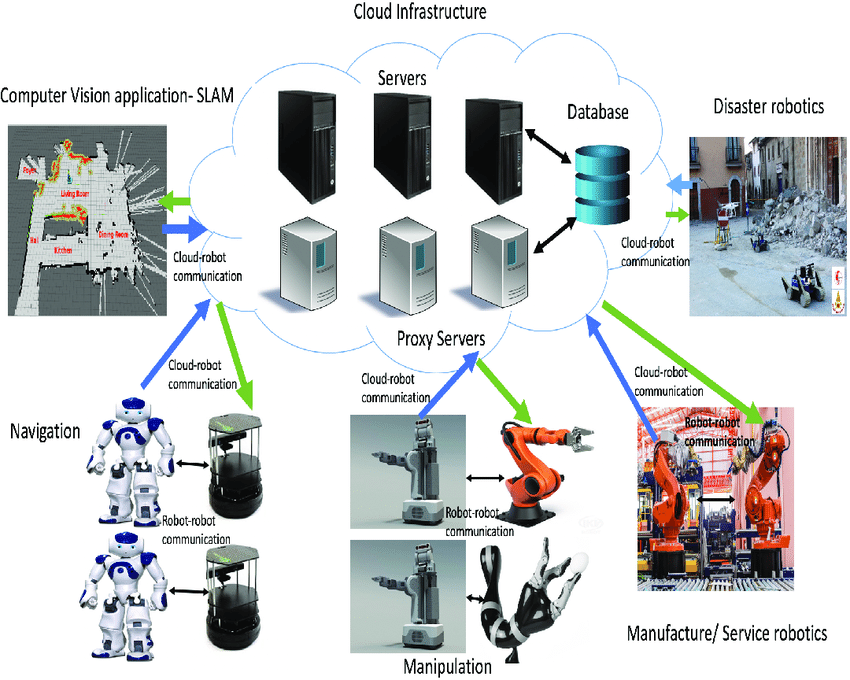 Cloud Infrastructure
Servers
Computer Vision application- SLAM
Database
Disaster robotics
Living Room
Dining Room
Hall
Kitchen
Cloud-robot
communication
Cloud-robot
communication
Proxy Servers
Cloud-robot
communication
Cloud-robot
communication
Cloud-robot
communication
Navigation
Robot-robot
communication
Robot-robot
communication
Robot-robot
communication
Manipulation
Manufacture/ Service robotics